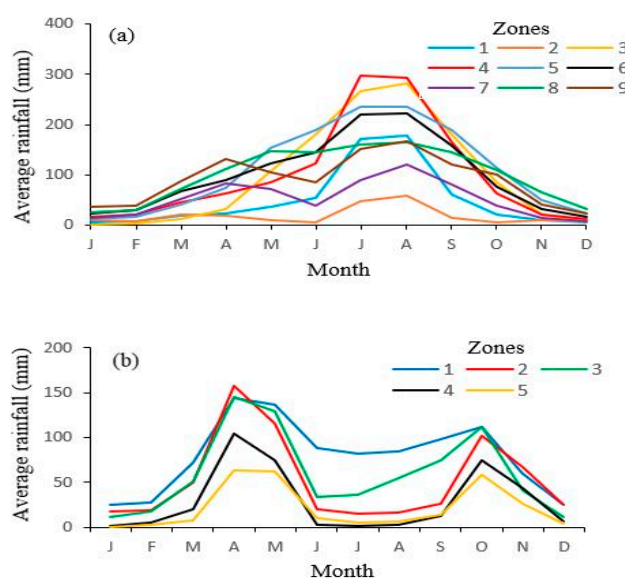 (a)
Zones
1 2 3
4 5 6
7 8 9
Average rainfall (mm)
400
300
200
100
0
J F M A M J J A S O N D
Month
(b)
Zones
1 2 3
4 5
Average rainfall (mm)
200
150
100
50
0
J F M A M J J A S O N D
Month